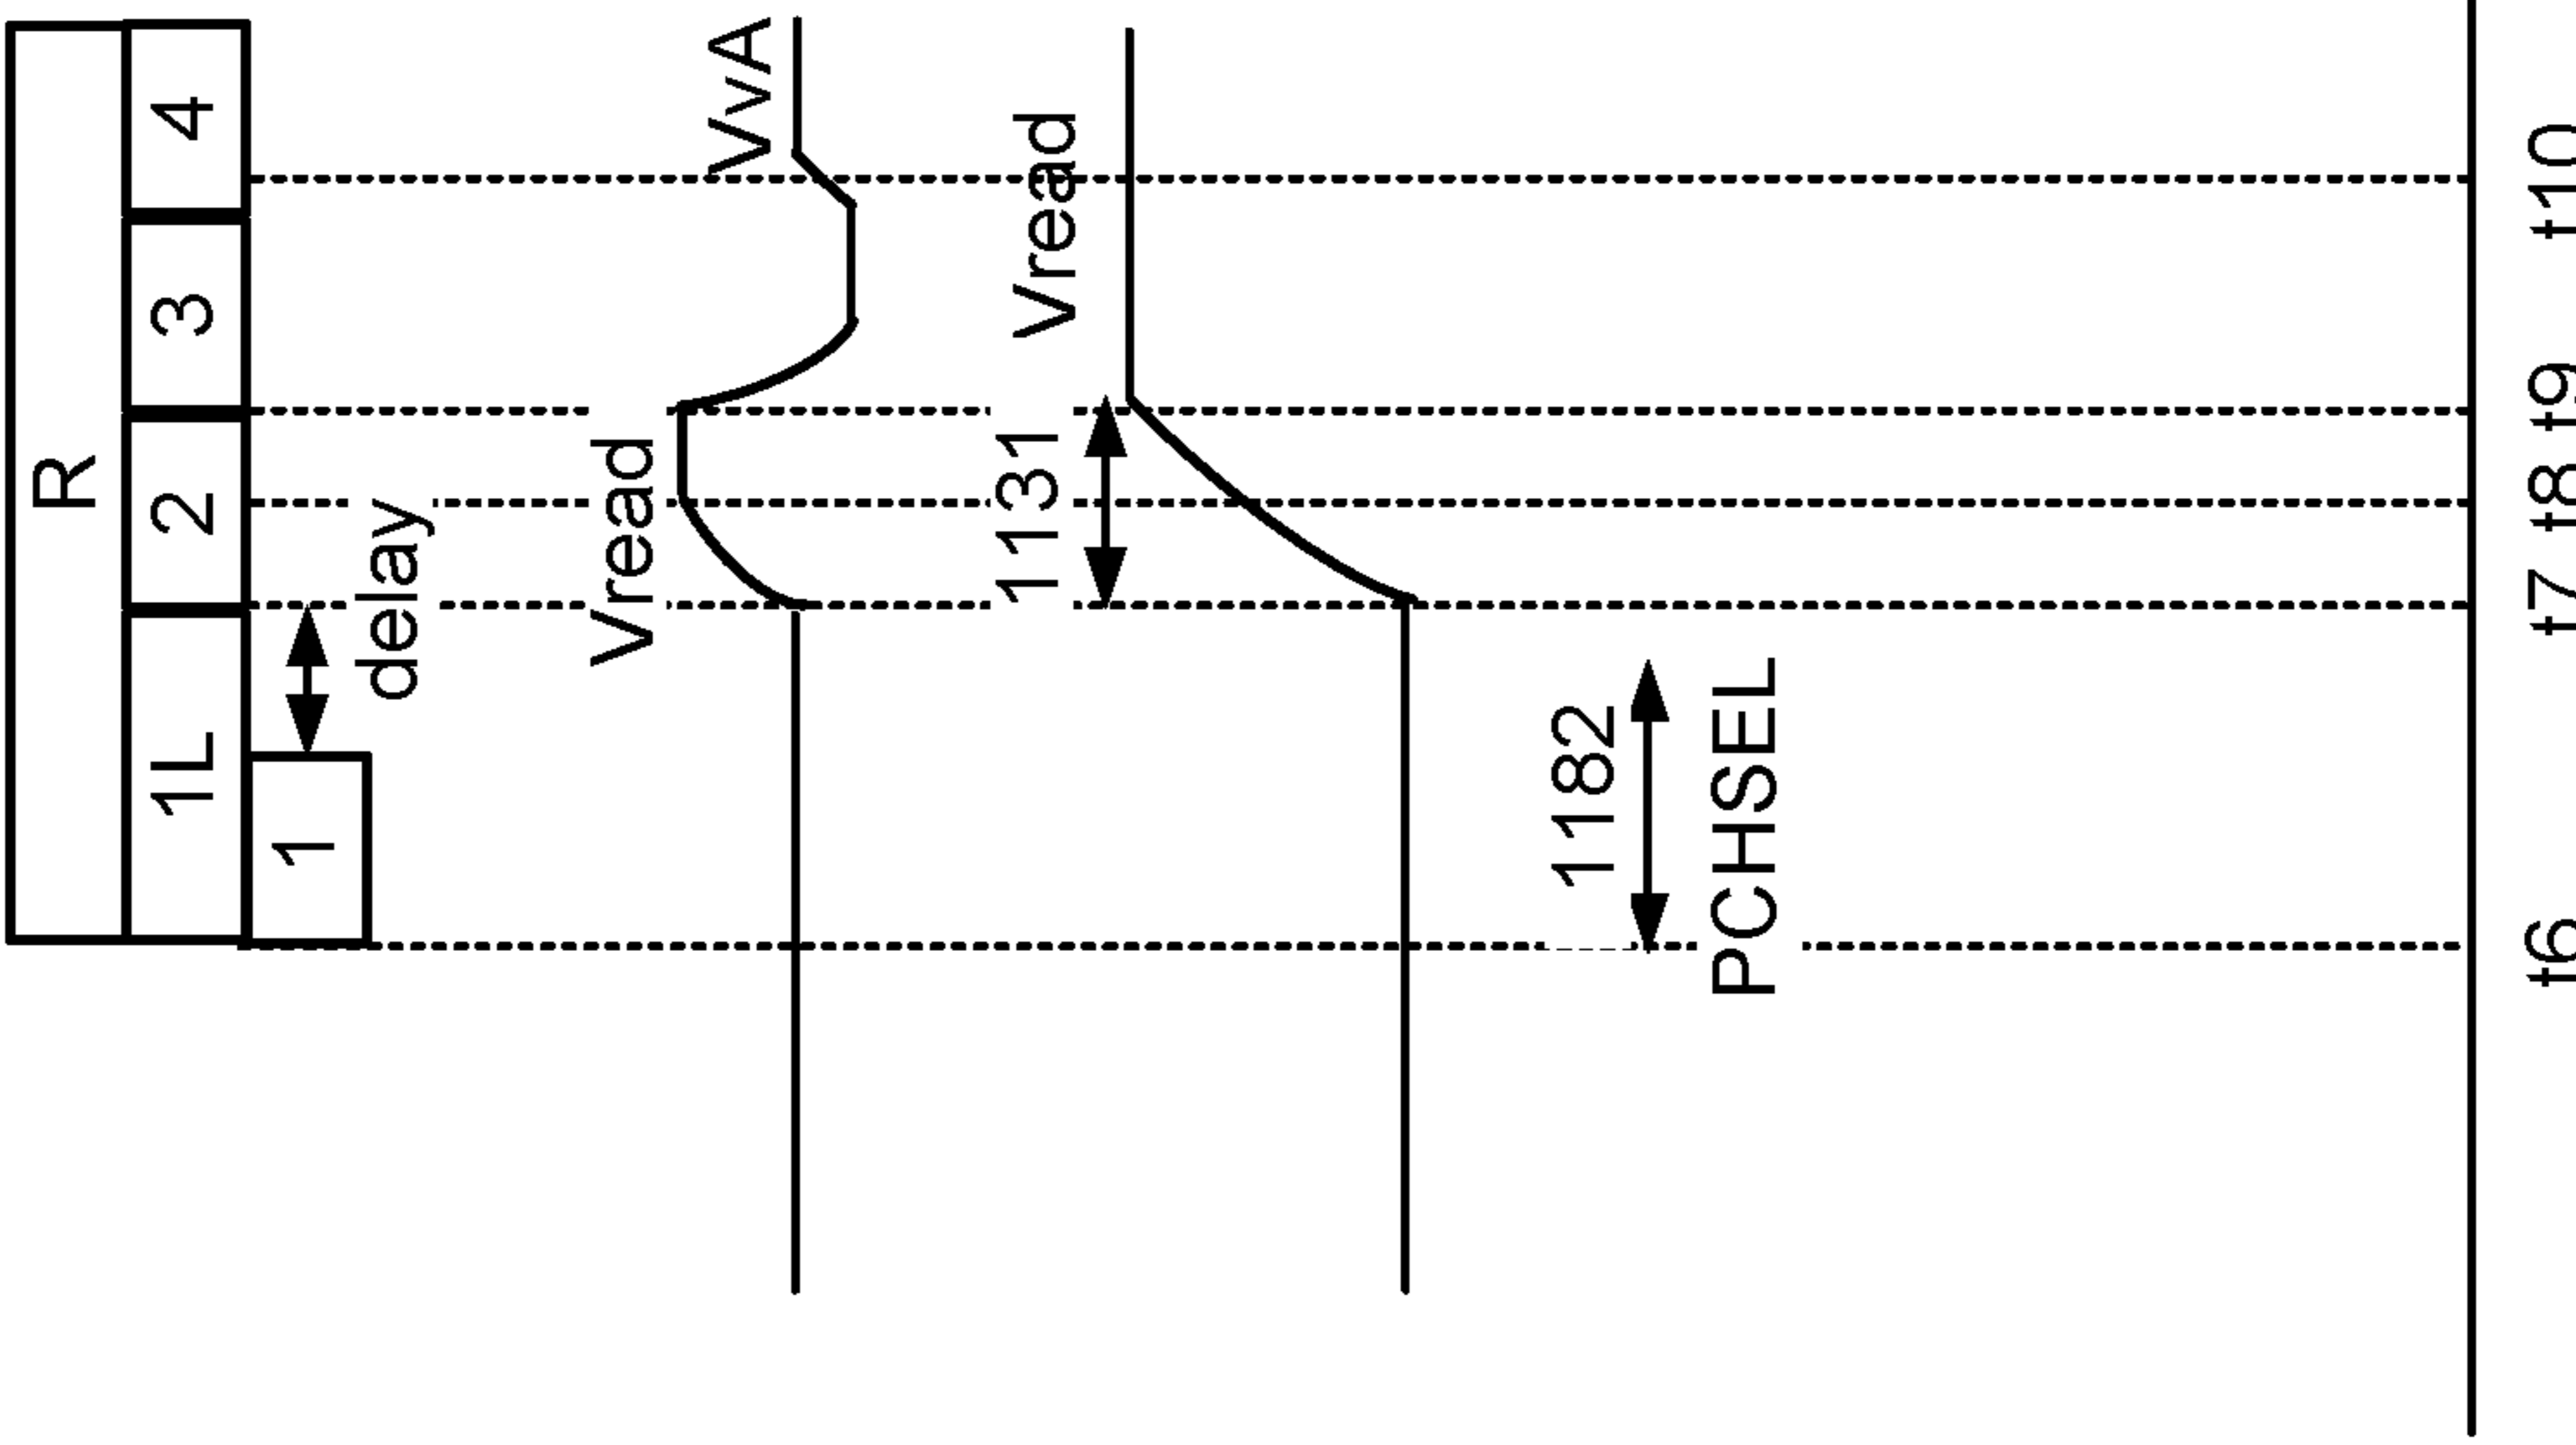 R
1L 2 3 4
1
delay
Vread
VvA
1131
Vread
1182
PCHSEL
t6 t7 t8 t9 t10